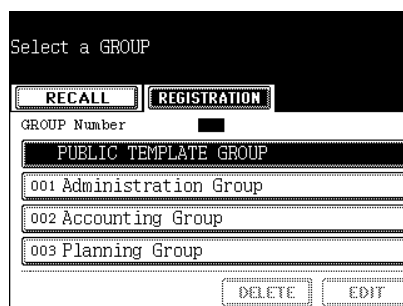 Select a GROUP
RECALL REGISTRATION
GROUP Number
PUBLIC TEMPLATE GROUP
001 Administration Group
002 Accounting Group
003 Planning Group
DELETE EDIT